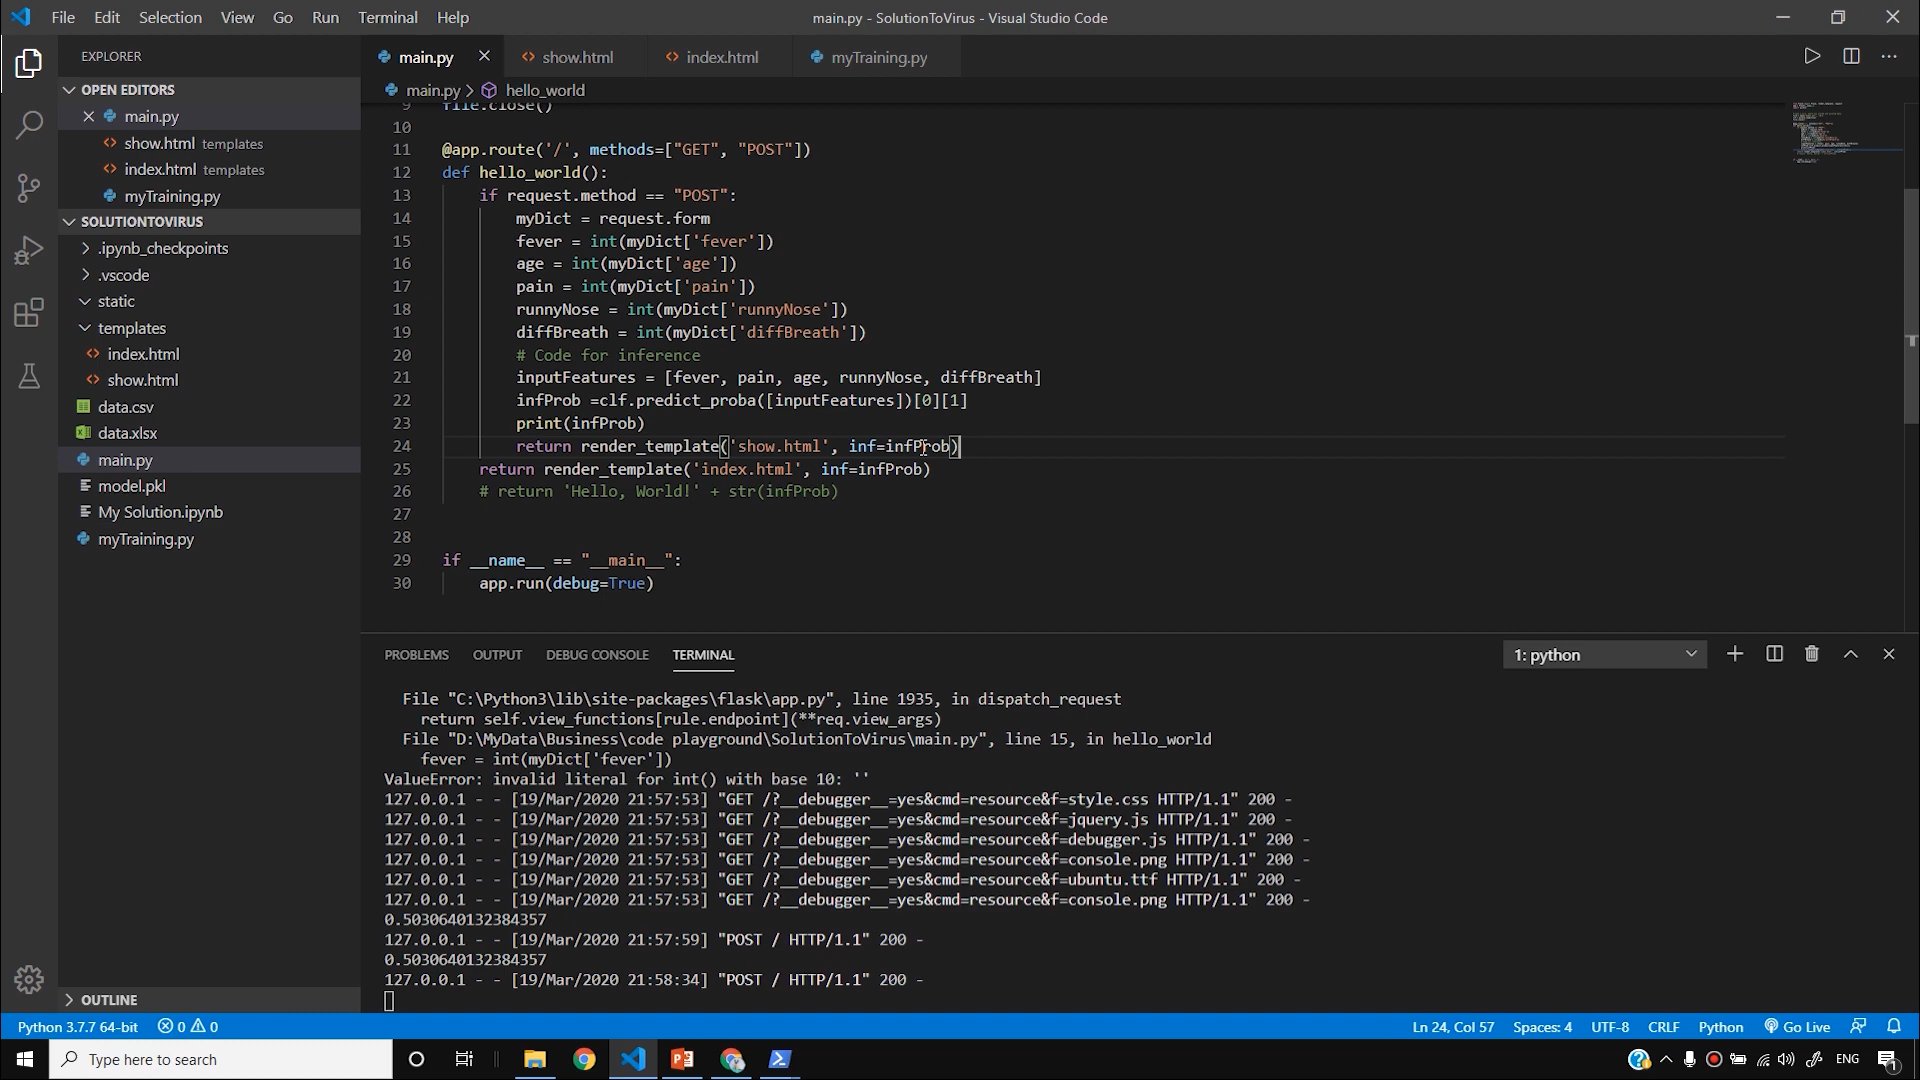 File Edit Selection View Go Run Terminal Help
main.py - SolutionToVirus - Visual Studio Code
EXPLORER
OPEN EDITORS
main.py
show.html templates
index.html templates
myTraining.py
SOLUTIONTOVIRUS
.ipynb_checkpoints
.vscode
static
templates
index.html
show.html
data.csv
data.xlsx
main.py
model.pkl
My Solution.ipynb
myTraining.py
OUTLINE
main.py show.html index.html myTraining.py
main.py > hello_world
9 file.close()
10
11 @app.route('/', methods=["GET", "POST"])
12 def hello_world():
13 if request.method == "POST":
14 myDict = request.form
15 fever = int(myDict['fever'])
16 age = int(myDict['age'])
17 pain = int(myDict['pain'])
18 runnyNose = int(myDict['runnyNose'])
19 diffBreath = int(myDict['diffBreath'])
20 # Code for inference
21 inputFeatures = [fever, pain, age, runnyNose, diffBreath]
22 infProb =clf.predict_proba([inputFeatures])[0][1]
23 print(infProb)
24 return render_template('show.html', inf=infProb)
25 return render_template('index.html', inf=infProb)
26 # return 'Hello, World!' + str(infProb)
27
28
29 if __name__ == "__main__":
30 app.run(debug=True)
PROBLEMS OUTPUT DEBUG CONSOLE TERMINAL
1: python
File "C:\Python3\lib\site-packages\flask\app.py", line 1935, in dispatch_request
return self.view_functions[rule.endpoint](**req.view_args)
File "D:\MyData\Business\code playground\SolutionToVirus\main.py", line 15, in hello_world
fever = int(myDict['fever'])
ValueError: invalid literal for int() with base 10: ''
127.0.0.1 - - [19/Mar/2020 21:57:53] "GET /?__debugger__=yes&cmd=resource&f=style.css HTTP/1.1" 200 -
127.0.0.1 - - [19/Mar/2020 21:57:53] "GET /?__debugger__=yes&cmd=resource&f=jquery.js HTTP/1.1" 200 -
127.0.0.1 - - [19/Mar/2020 21:57:53] "GET /?__debugger__=yes&cmd=resource&f=debugger.js HTTP/1.1" 200 -
127.0.0.1 - - [19/Mar/2020 21:57:53] "GET /?__debugger__=yes&cmd=resource&f=console.png HTTP/1.1" 200 -
127.0.0.1 - - [19/Mar/2020 21:57:53] "GET /?__debugger__=yes&cmd=resource&f=ubuntu.ttf HTTP/1.1" 200 -
127.0.0.1 - - [19/Mar/2020 21:57:53] "GET /?__debugger__=yes&cmd=resource&f=console.png HTTP/1.1" 200 -
0.5030640132384357
127.0.0.1 - - [19/Mar/2020 21:57:59] "POST / HTTP/1.1" 200 -
0.5030640132384357
127.0.0.1 - - [19/Mar/2020 21:58:34] "POST / HTTP/1.1" 200 -
Python 3.7.7 64-bit 0 0
Ln 24, Col 57 Spaces: 4 UTF-8 CRLF Python Go Live
Type here to search
ENG
1